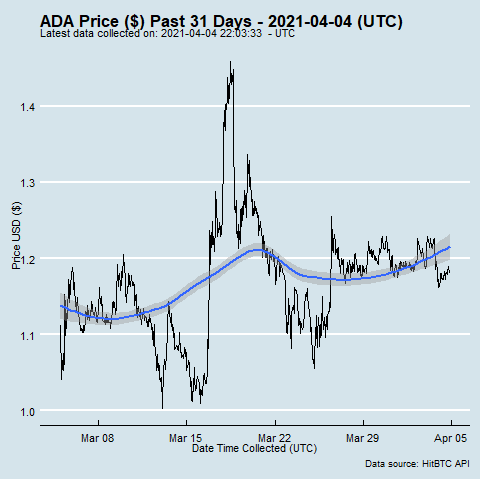 ADA Price ($) Past 31 Days - 2021-04-04 (UTC)
Latest data collected on: 2021-04-04 22:03:33  - UTC
Price USD ($)
1.4
1.3
1.2
1.1
1.0
Mar 08
Mar 15
Mar 22
Mar 29
Apr 05
Date Time Collected (UTC)
Data source: HitBTC API